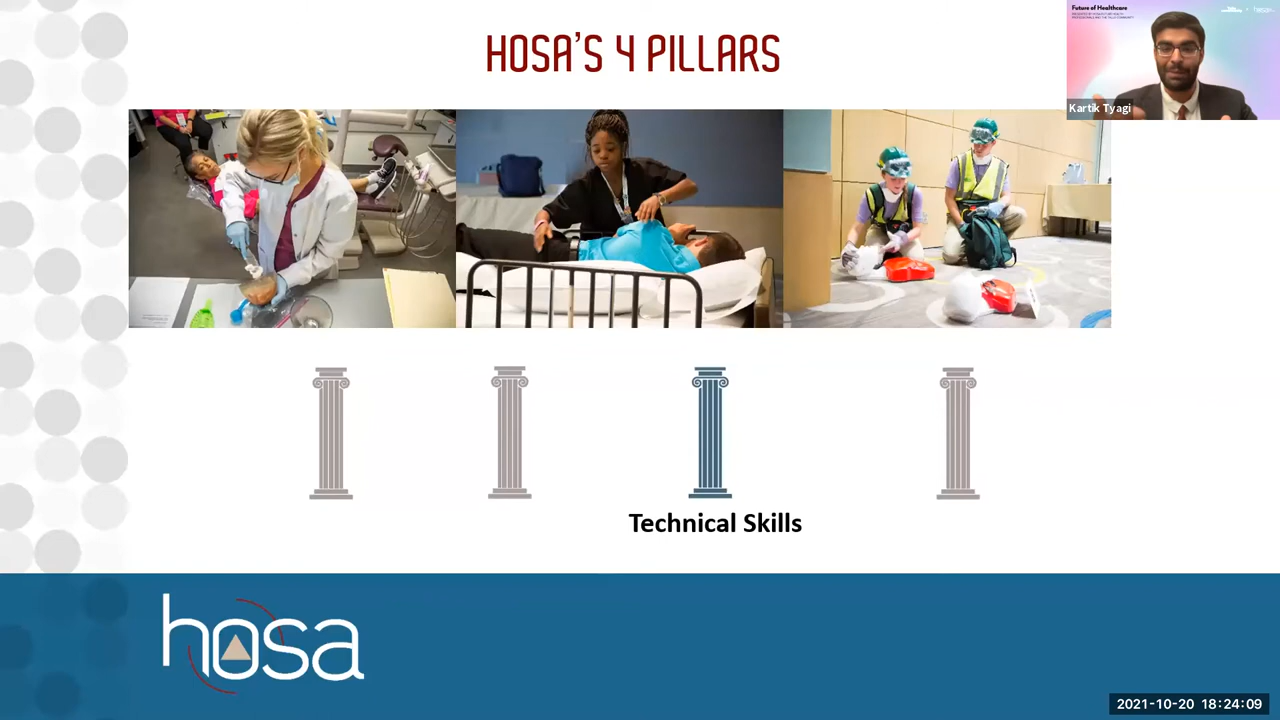 HOSA'S 4 PILLARS
Future of Healthcare
Kartik Tyagi
Technical Skills
hosa
2021-10-20 18:24:09